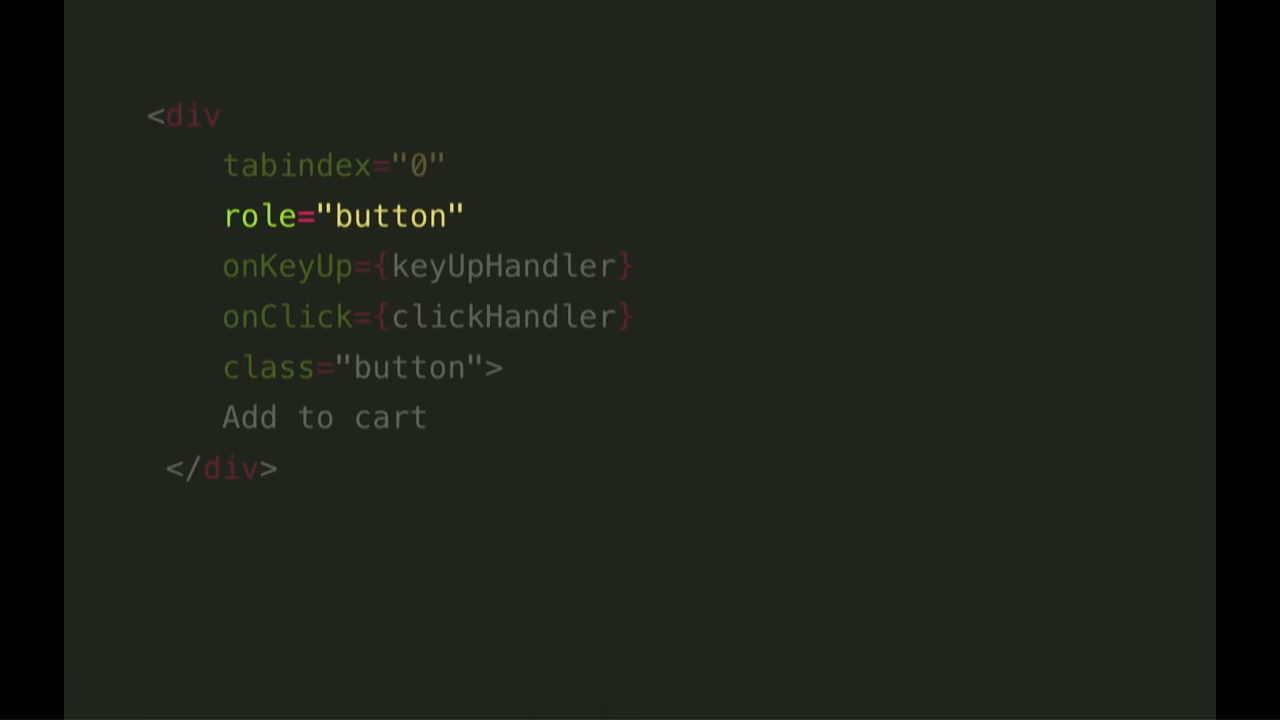 <div
tabindex="0"
role="button"
onKeyUp={keyUpHandler}
onClick={clickHandler}
class="button">
Add to cart
</div>